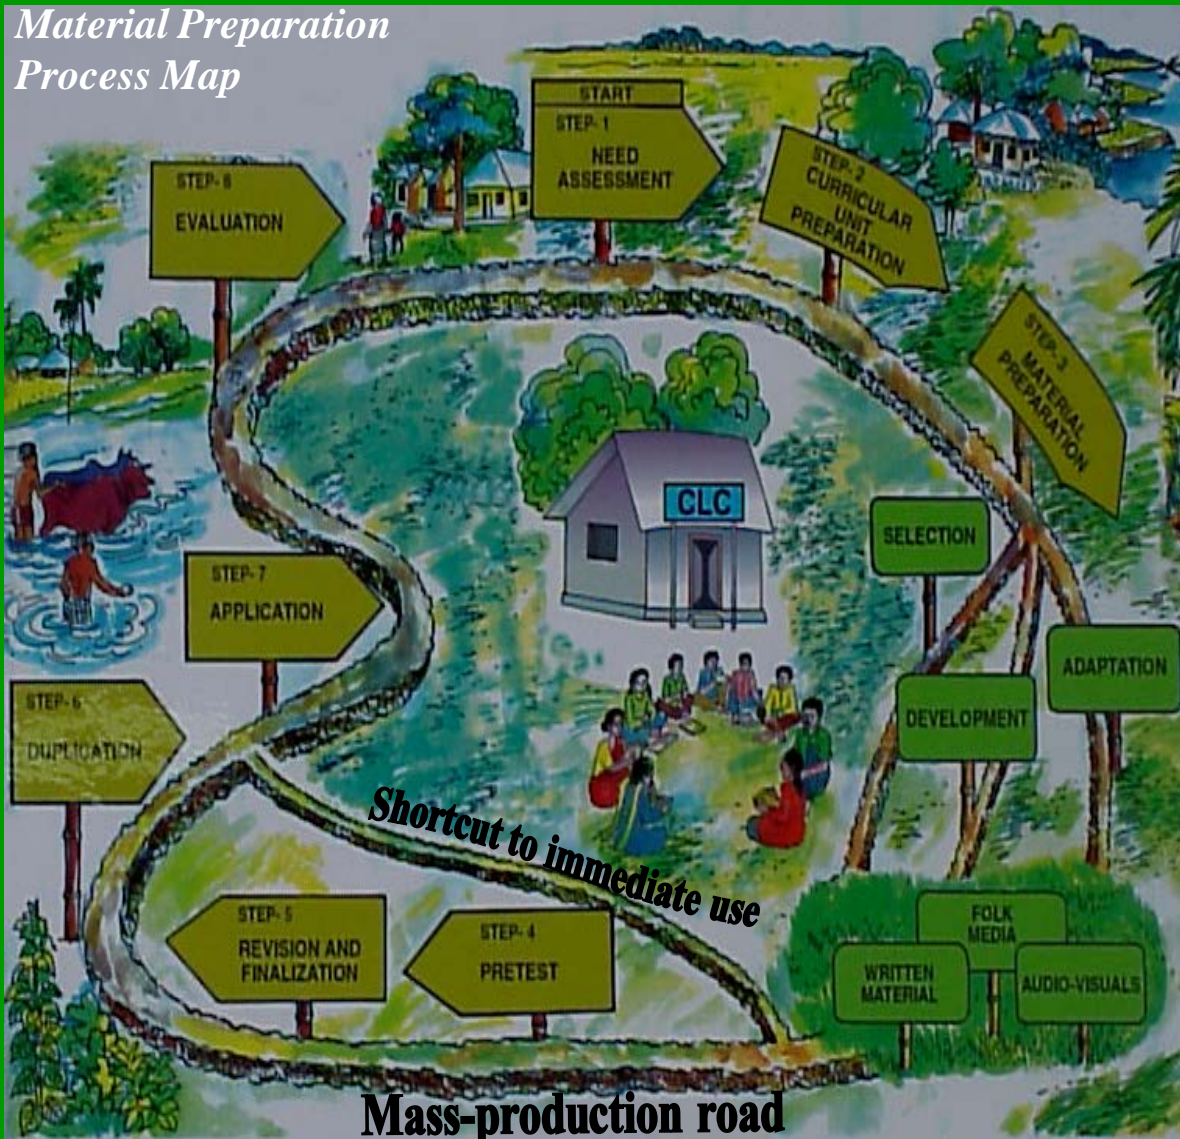 Material Preparation
Process Map
START
STEP- 1
NEED
ASSESSMENT
STEP- 2
CURRICULAR
UNIT
PREPARATION
STEP- 3
MATERIAL
PREPARATION
SELECTION
DEVELOPMENT
ADAPTATION
FOLK
MEDIA
WRITTEN
MATERIAL
AUDIO-VISUALS
STEP- 4
PRETEST
STEP- 5
REVISION AND
FINALIZATION
STEP- 6
DUPLICATION
STEP- 7
APPLICATION
STEP- 8
EVALUATION
CLC
Shortcut to immediate use
Mass-production road